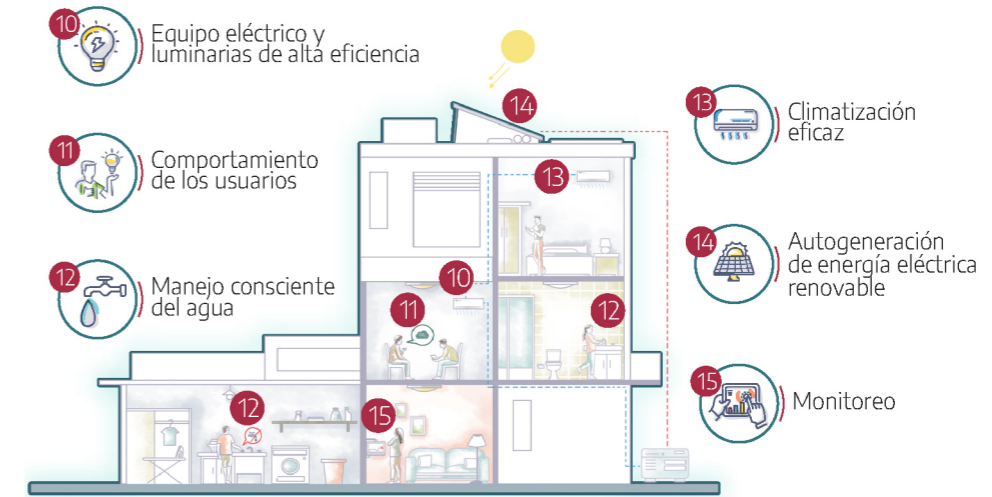 10
Equipo eléctrico y
luminarias de alta eficiencia
11
Comportamiento
de los usuarios
12
Manejo consciente
del agua
14
13
10
11
12
12
15
13
Climatización
eficaz
14
Autogeneración
de energía eléctrica
renovable
15
Monitoreo